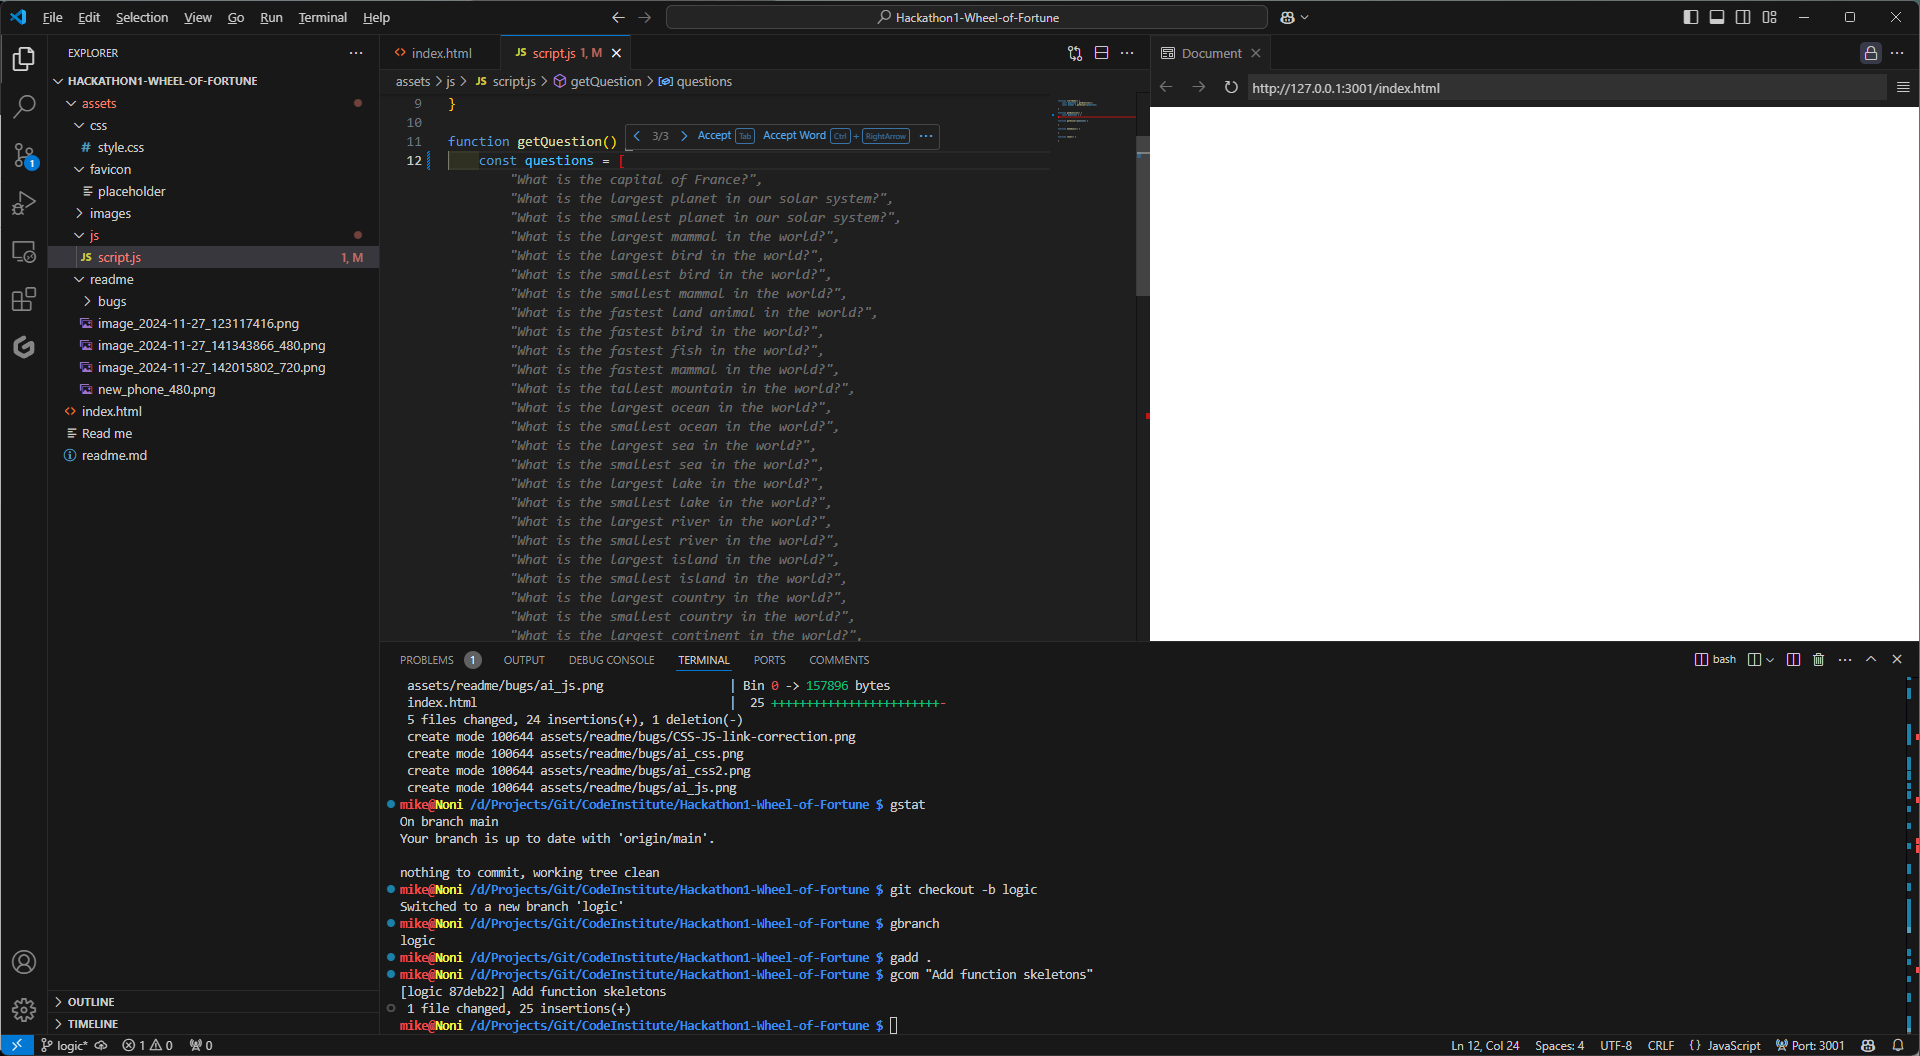 File Edit Selection View Go Run Terminal Help
Hackathon1-Wheel-of-Fortune
EXPLORER
HACKATHON1-WHEEL-OF-FORTUNE
assets
css
# style.css
favicon
placeholder
images
js
JS script.js 1, M
readme
bugs
image_2024-11-27_123117416.png
image_2024-11-27_141343866_480.png
image_2024-11-27_142015802_720.png
new_phone_480.png
<> index.html
Read me
readme.md
OUTLINE
TIMELINE
<> index.html
JS script.js 1, M
assets > js > JS script.js > getQuestion > questions
9 }
10
11 function getQuestion()
3/3 Accept Tab Accept Word Ctrl + RightArrow
12 const questions = [
"What is the capital of France?",
"What is the largest planet in our solar system?",
"What is the smallest planet in our solar system?",
"What is the largest mammal in the world?",
"What is the largest bird in the world?",
"What is the smallest bird in the world?",
"What is the smallest mammal in the world?",
"What is the fastest land animal in the world?",
"What is the fastest bird in the world?",
"What is the fastest fish in the world?",
"What is the fastest mammal in the world?",
"What is the tallest mountain in the world?",
"What is the largest ocean in the world?",
"What is the smallest ocean in the world?",
"What is the largest sea in the world?",
"What is the smallest sea in the world?",
"What is the largest lake in the world?",
"What is the smallest lake in the world?",
"What is the largest river in the world?",
"What is the smallest river in the world?",
"What is the largest island in the world?",
"What is the smallest island in the world?",
"What is the largest country in the world?",
"What is the smallest country in the world?",
"What is the largest continent in the world?",
Document
http://127.0.0.1:3001/index.html
PROBLEMS 1 OUTPUT DEBUG CONSOLE TERMINAL PORTS COMMENTS
bash
assets/readme/bugs/ai_js.png | Bin 0 -> 157896 bytes
index.html | 25 ++++++++++++++++++++++++-
5 files changed, 24 insertions(+), 1 deletion(-)
create mode 100644 assets/readme/bugs/CSS-JS-link-correction.png
create mode 100644 assets/readme/bugs/ai_css.png
create mode 100644 assets/readme/bugs/ai_css2.png
create mode 100644 assets/readme/bugs/ai_js.png
mike@Noni /d/Projects/Git/CodeInstitute/Hackathon1-Wheel-of-Fortune $ gstat
On branch main
Your branch is up to date with 'origin/main'.
nothing to commit, working tree clean
mike@Noni /d/Projects/Git/CodeInstitute/Hackathon1-Wheel-of-Fortune $ git checkout -b logic
Switched to a new branch 'logic'
mike@Noni /d/Projects/Git/CodeInstitute/Hackathon1-Wheel-of-Fortune $ gbranch
logic
mike@Noni /d/Projects/Git/CodeInstitute/Hackathon1-Wheel-of-Fortune $ gadd .
mike@Noni /d/Projects/Git/CodeInstitute/Hackathon1-Wheel-of-Fortune $ gcom "Add function skeletons"
[logic 87deb22] Add function skeletons
1 file changed, 25 insertions(+)
mike@Noni /d/Projects/Git/CodeInstitute/Hackathon1-Wheel-of-Fortune $
logic* 1 0 0
Ln 12, Col 24 Spaces: 4 UTF-8 CRLF {} JavaScript Port: 3001